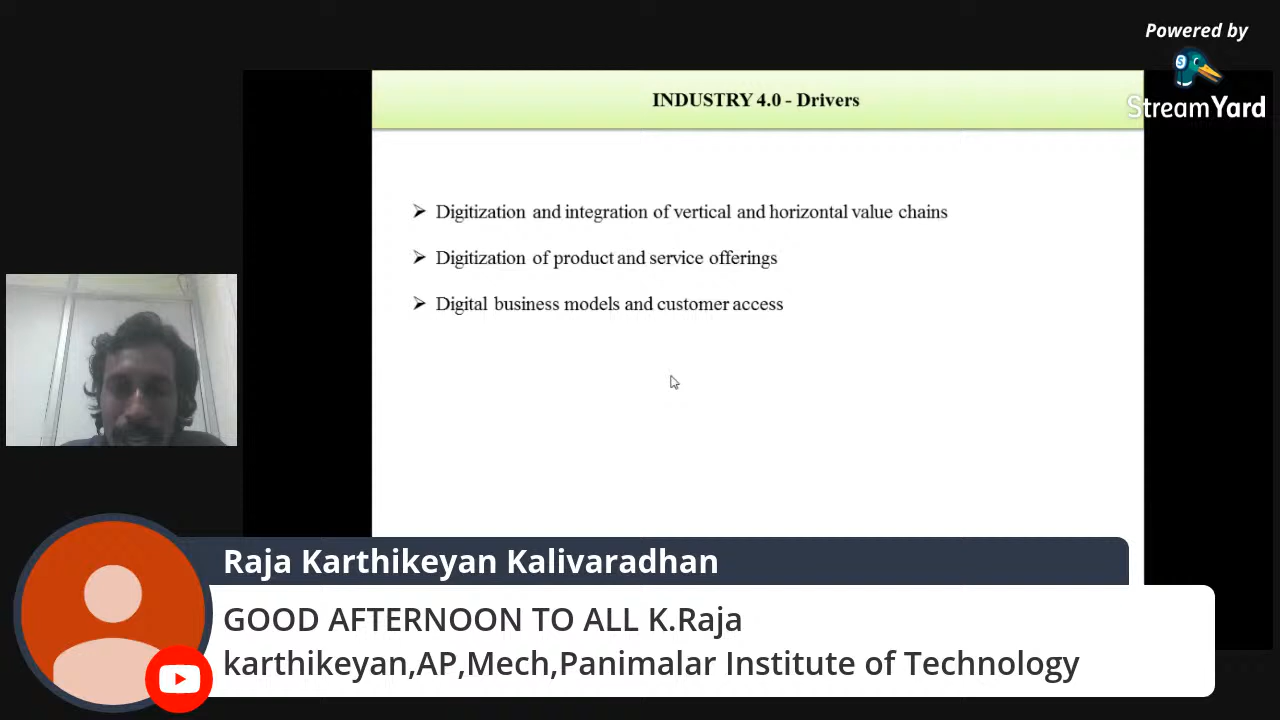 Powered by
StreamYard
INDUSTRY 4.0 - Drivers
➢ Digitization and integration of vertical and horizontal value chains
➢ Digitization of product and service offerings
➢ Digital business models and customer access
Raja Karthikeyan Kalivaradhan
GOOD AFTERNOON TO ALL K.Raja
karthikeyan,AP,Mech,Panimalar Institute of Technology